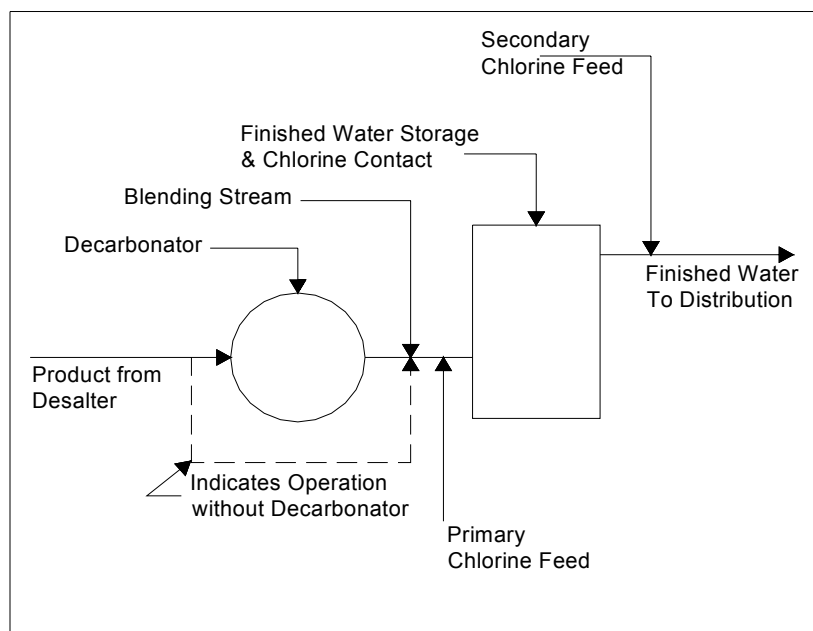 Secondary
Chlorine Feed
Finished Water Storage
& Chlorine Contact
Blending Stream
Decarbonator
Finished Water
To Distribution
Product from
Desalter
Indicates Operation
without Decarbonator
Primary
Chlorine Feed